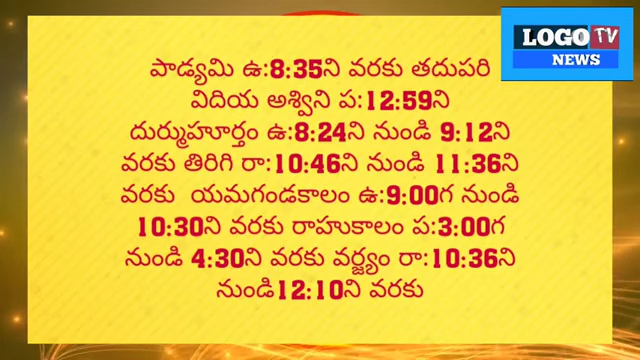 LOGO TV
NEWS
పాడ్యమి ఉ:8:35ని వరకు తదుపరి
విదియ అశ్విని ప:12:59ని
దుర్ముహూర్తం ఉ:8:24ని నుండి 9:12ని
వరకు తిరిగి రా:10:46ని నుండి 11:36ని
వరకు యమగండకాలం ఉ:9:00గ నుండి
10:30ని వరకు రాహుకాలం ప:3:00గ
నుండి 4:30ని వరకు వర్జ్యం రా:10:36ని
నుండి12:10ని వరకు